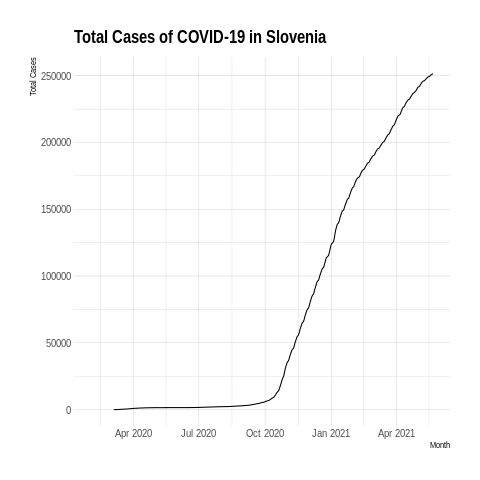 Total Cases of COVID-19 in Slovenia
Total Cases
250000
200000
150000
100000
50000
0
Apr 2020 Jul 2020 Oct 2020 Jan 2021 Apr 2021
Month